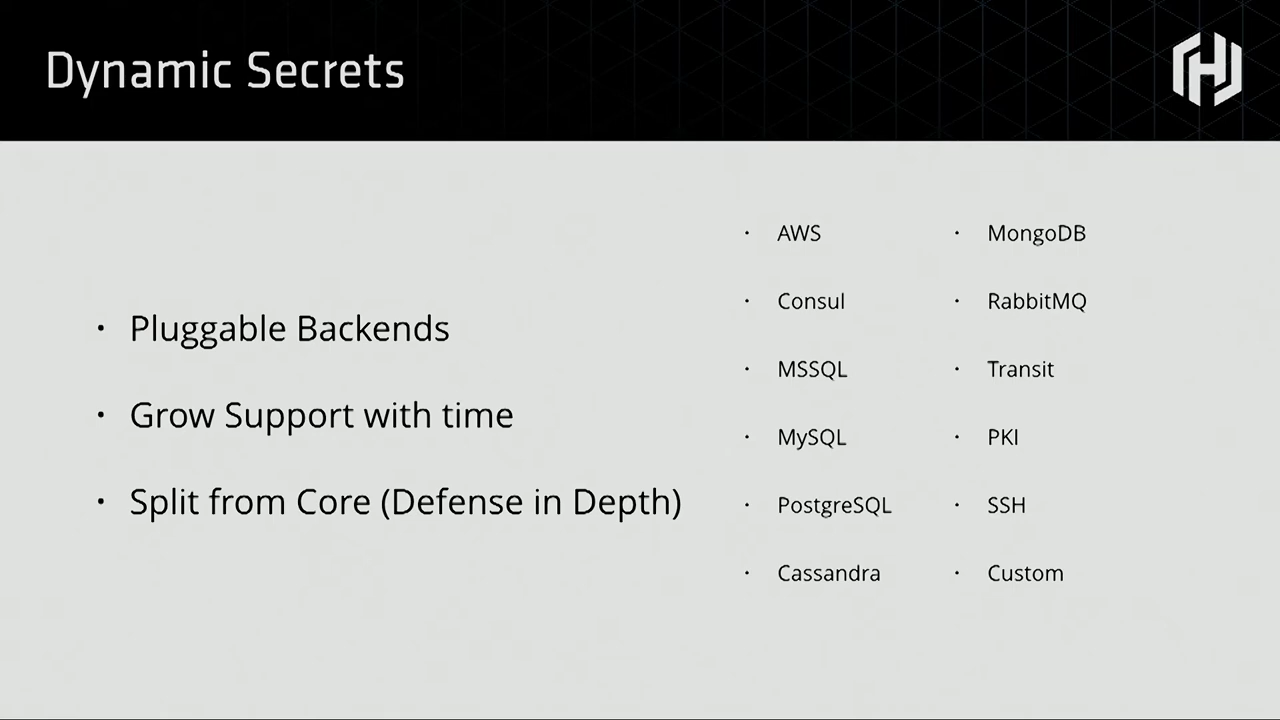 Dynamic Secrets
• Pluggable Backends
• Grow Support with time
• Split from Core (Defense in Depth)
• AWS
• Consul
• MSSQL
• MySQL
• PostgreSQL
• Cassandra
• MongoDB
• RabbitMQ
• Transit
• PKI
• SSH
• Custom